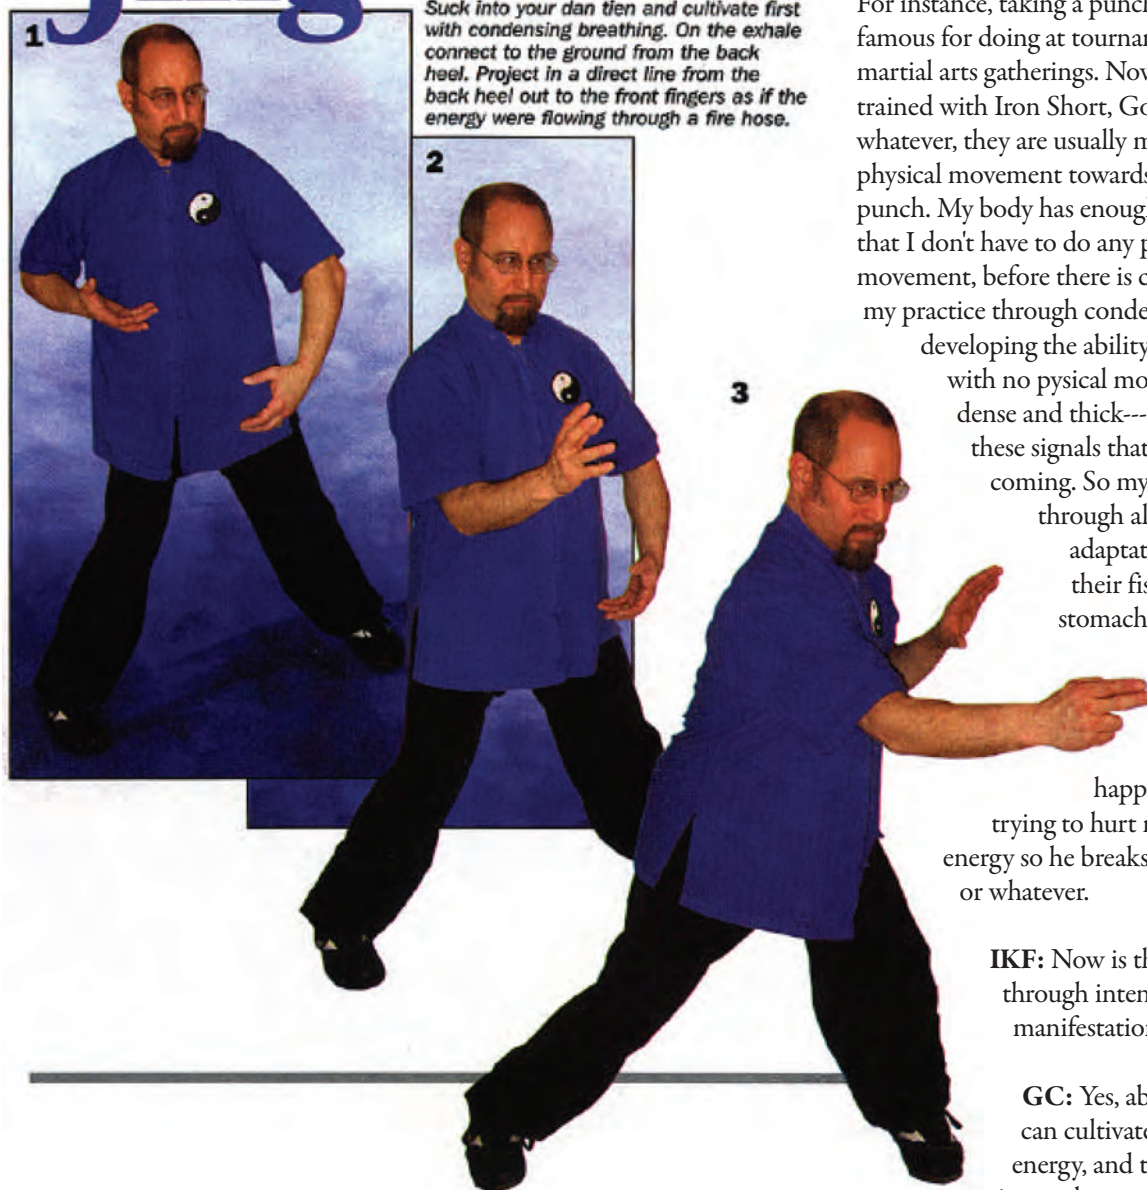 jing
1
Suck into your dan tien and cultivate first
with condensing breathing. On the exhale
connect to the ground from the back
heel. Project in a direct line from the
back heel out to the front fingers as if the
energy were flowing through a fire hose.
2
3
For instance, taking a punch
famous for doing at tournar
martial arts gatherings. Nov
trained with Iron Short, Go
whatever, they are usually m
physical movement towards
punch. My body has enoug
that I don't have to do any p
movement, before there is c
my practice through conde
developing the ability
with no pysical mo
dense and thick---
these signals that
coming. So my
through al
adaptat
their fis
stomach
happ
trying to hurt r
energy so he breaks
or whatever.
IKF: Now is th
through inten
manifestation
GC: Yes, ab
can cultivate
energy, and t